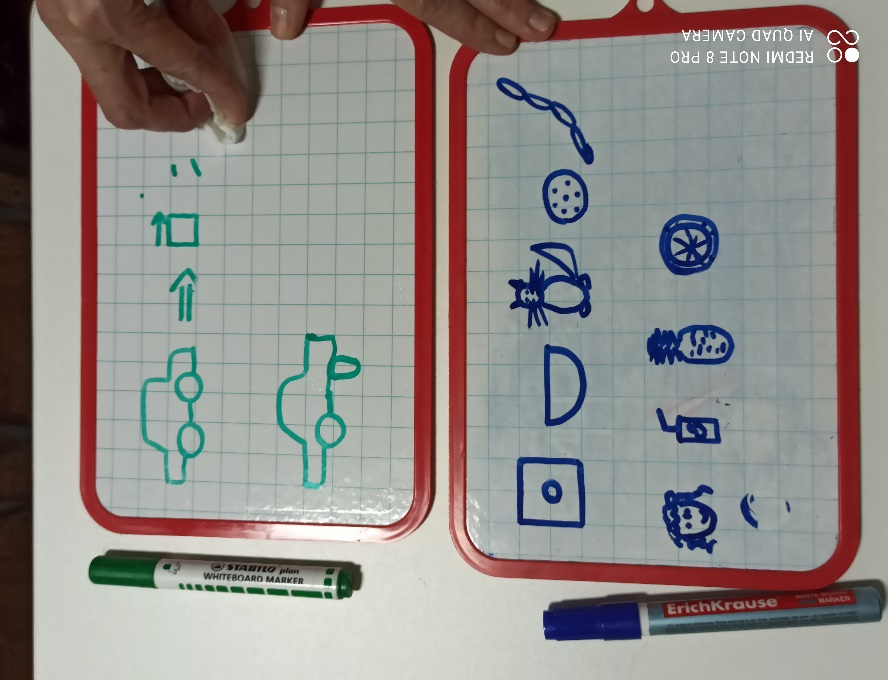 REDMI NOTE 8 PRO
AI QUAD CAMERA
STABILO plan
WHITEBOARD MARKER
ErichKrause
MARKER